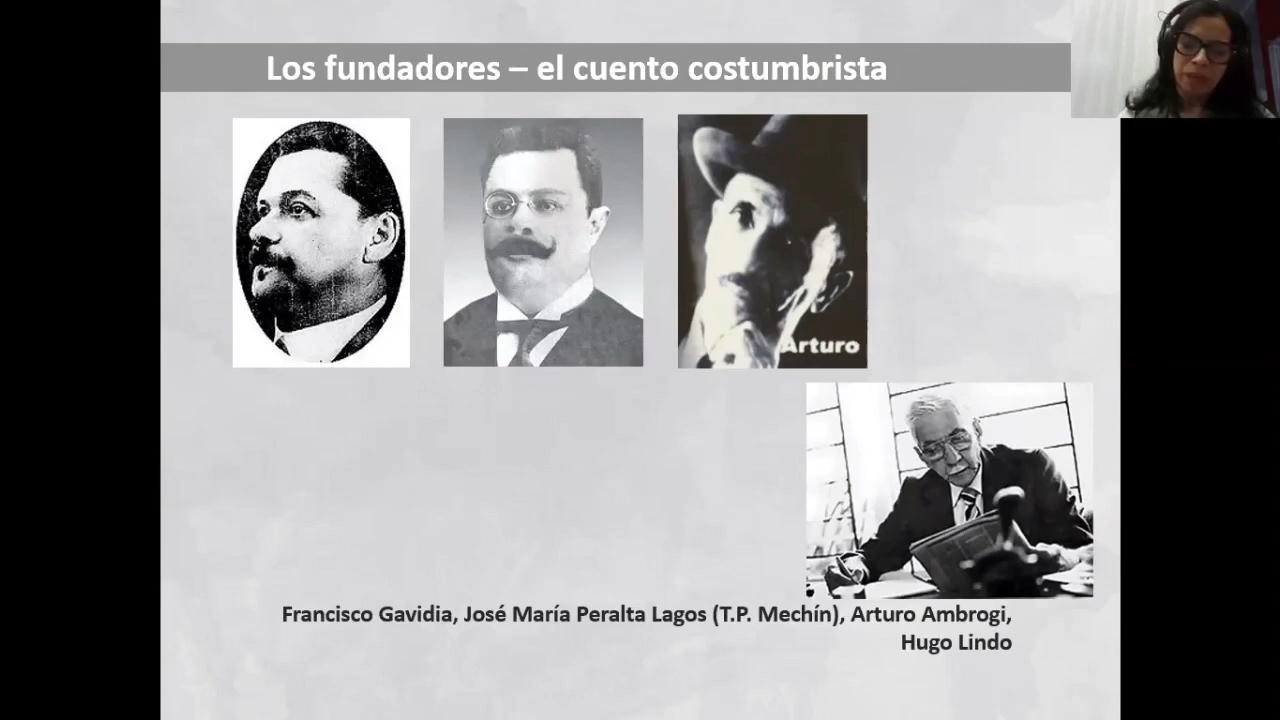 Los fundadores – el cuento costumbrista
Arturo
Francisco Gavidia, José María Peralta Lagos (T.P. Mechín), Arturo Ambrogi,
Hugo Lindo